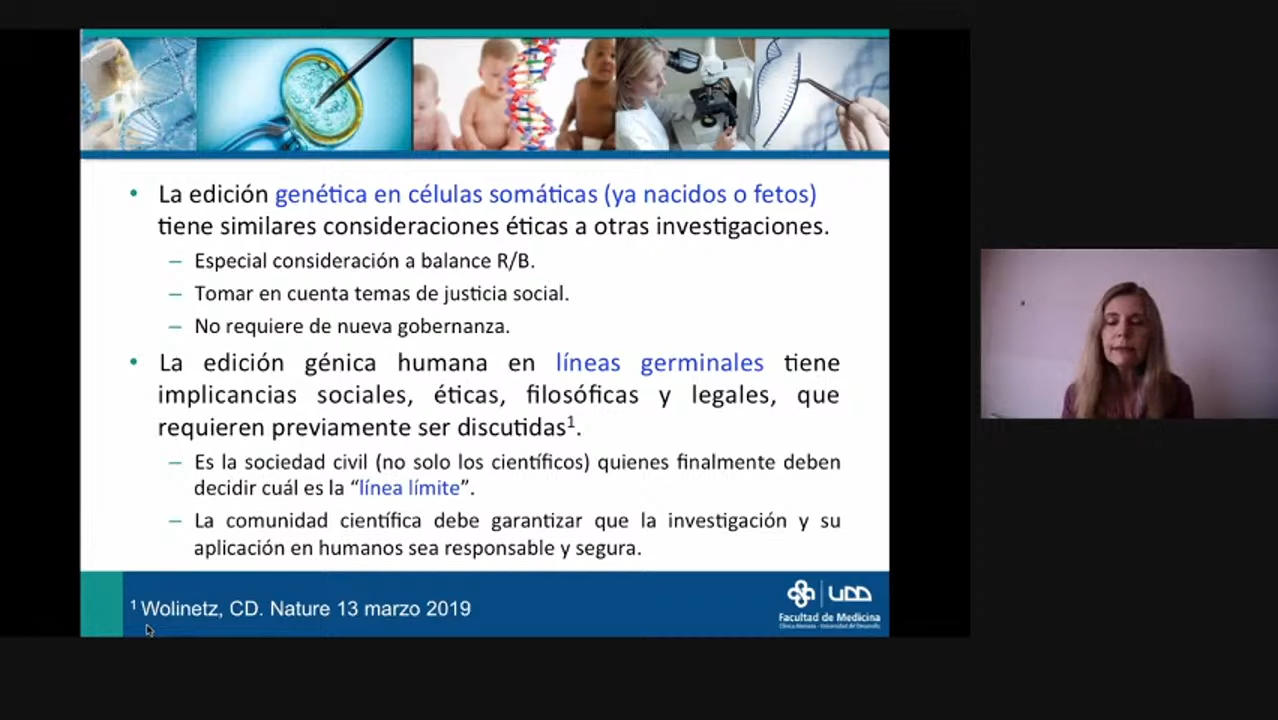 • La edición genética en células somáticas (ya nacidos o fetos)
tiene similares consideraciones éticas a otras investigaciones.
– Especial consideración a balance R/B.
– Tomar en cuenta temas de justicia social.
– No requiere de nueva gobernanza.
• La edición génica humana en líneas germinales tiene
implicancias sociales, éticas, filosóficas y legales, que
requieren previamente ser discutidas¹.
– Es la sociedad civil (no solo los científicos) quienes finalmente deben
decidir cuál es la “línea límite”.
– La comunidad científica debe garantizar que la investigación y su
aplicación en humanos sea responsable y segura.
¹ Wolinetz, CD. Nature 13 marzo 2019
UDD
Facultad de Medicina
Clínica Alemana - Universidad del Desarrollo